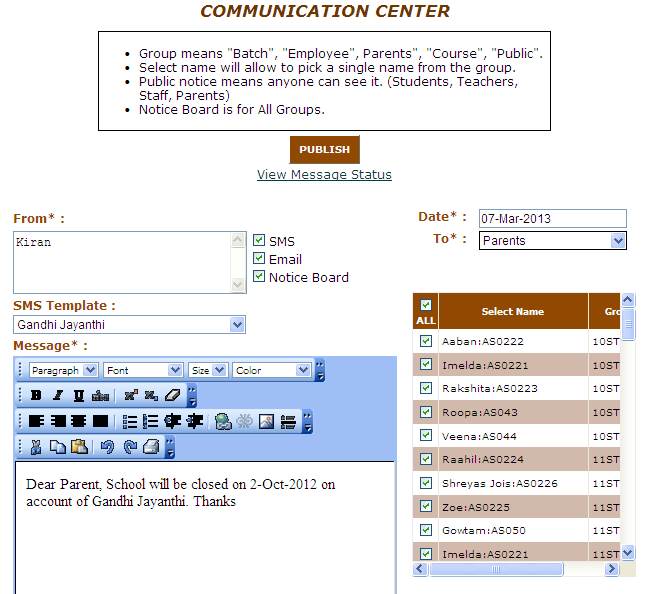 COMMUNICATION CENTER
Group means "Batch", "Employee", Parents", "Course", "Public".
Select name will allow to pick a single name from the group.
Public notice means anyone can see it. (Students, Teachers,
Staff, Parents)
Notice Board is for All Groups.
PUBLISH
View Message Status
From* :
Kiran
SMS
Email
Notice Board
SMS Template :
Gandhi Jayanthi
Message* :
Paragraph Font Size Color
B I U abc
Dear Parent, School will be closed on 2-Oct-2012 on
account of Gandhi Jayanthi. Thanks
Date* : 07-Mar-2013
To* : Parents
ALL Select Name Gro
Aaban:AS0222 10ST
Imelda:AS0221 10ST
Rakshita:AS0223 10ST
Roopa:AS043 10ST
Veena:AS044 10ST
Raahil:AS0224 11ST
Shreyas Jois:AS0226 11ST
Zoe:AS0225 11ST
Gowtam:AS050 11ST
Imelda:AS0221 11ST